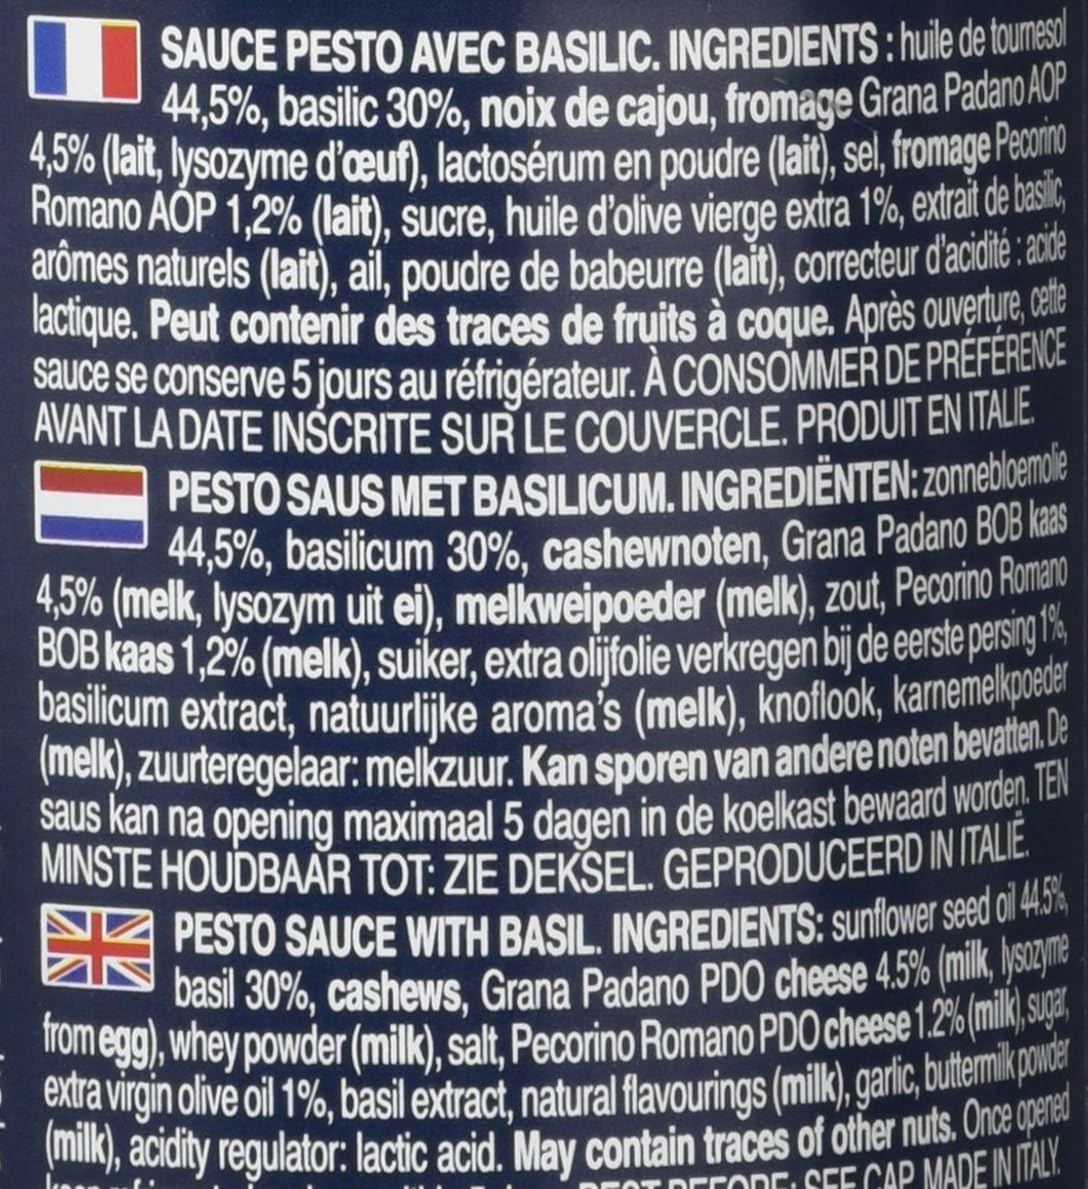 SAUCE PESTO AVEC BASILIC. INGREDIENTS : huile de tournesol
44,5%, basilic 30%, noix de cajou, fromage Grana Padano AOP
4,5% (lait, lysozyme d'œuf), lactosérum en poudre (lait), sel, fromage Pecorino
Romano AOP 1,2% (lait), sucre, huile d'olive vierge extra 1%, extrait de basilic,
arômes naturels (lait), ail, poudre de babeurre (lait), correcteur d'acidité : acide
lactique. Peut contenir des traces de fruits à coque. Après ouverture, cette
sauce se conserve 5 jours au réfrigérateur. À CONSOMMER DE PRÉFÉRENCE
AVANT LA DATE INSCRITE SUR LE COUVERCLE. PRODUIT EN ITALIE.
PESTO SAUS MET BASILICUM. INGREDIËNTEN: zonnebloemolie
44,5%, basilicum 30%, cashewnoten, Grana Padano BOB kaas
4,5% (melk, lysozym uit ei), melkweipoeder (melk), zout, Pecorino Romano
BOB kaas 1,2% (melk), suiker, extra olijfolie verkregen bij de eerste persing 1%,
basilicum extract, natuurlijke aroma's (melk), knoflook, karnemelkpoeder
(melk), zuurteregelaar: melkzuur. Kan sporen van andere noten bevatten. De
saus kan na opening maximaal 5 dagen in de koelkast bewaard worden. TEN
MINSTE HOUDBAAR TOT: ZIE DEKSEL. GEPRODUCEERD IN ITALIË.
PESTO SAUCE WITH BASIL. INGREDIENTS: sunflower seed oil 44.5%,
basil 30%, cashews, Grana Padano PDO cheese 4.5% (milk, lysozyme
from egg), whey powder (milk), salt, Pecorino Romano PDO cheese 1.2% (milk), sugar,
extra virgin olive oil 1%, basil extract, natural flavourings (milk), garlic, buttermilk powder
(milk), acidity regulator: lactic acid. May contain traces of other nuts. Once opened
BEST BEFORE: SEE CAP. MADE IN ITALY.